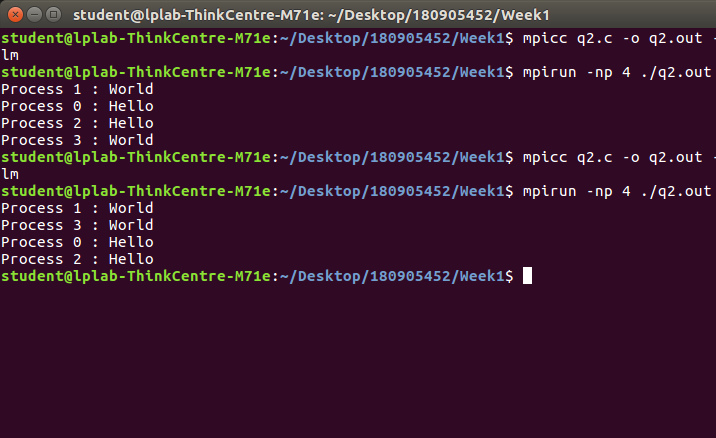 student@lplab-ThinkCentre-M71e: ~/Desktop/180905452/Week1
student@lplab-ThinkCentre-M71e:~/Desktop/180905452/Week1$ mpicc q2.c -o q2.out -
lm
student@lplab-ThinkCentre-M71e:~/Desktop/180905452/Week1$ mpirun -np 4 ./q2.out
Process 1 : World
Process 0 : Hello
Process 2 : Hello
Process 3 : World
student@lplab-ThinkCentre-M71e:~/Desktop/180905452/Week1$ mpicc q2.c -o q2.out -
lm
student@lplab-ThinkCentre-M71e:~/Desktop/180905452/Week1$ mpirun -np 4 ./q2.out
Process 1 : World
Process 3 : World
Process 0 : Hello
Process 2 : Hello
student@lplab-ThinkCentre-M71e:~/Desktop/180905452/Week1$